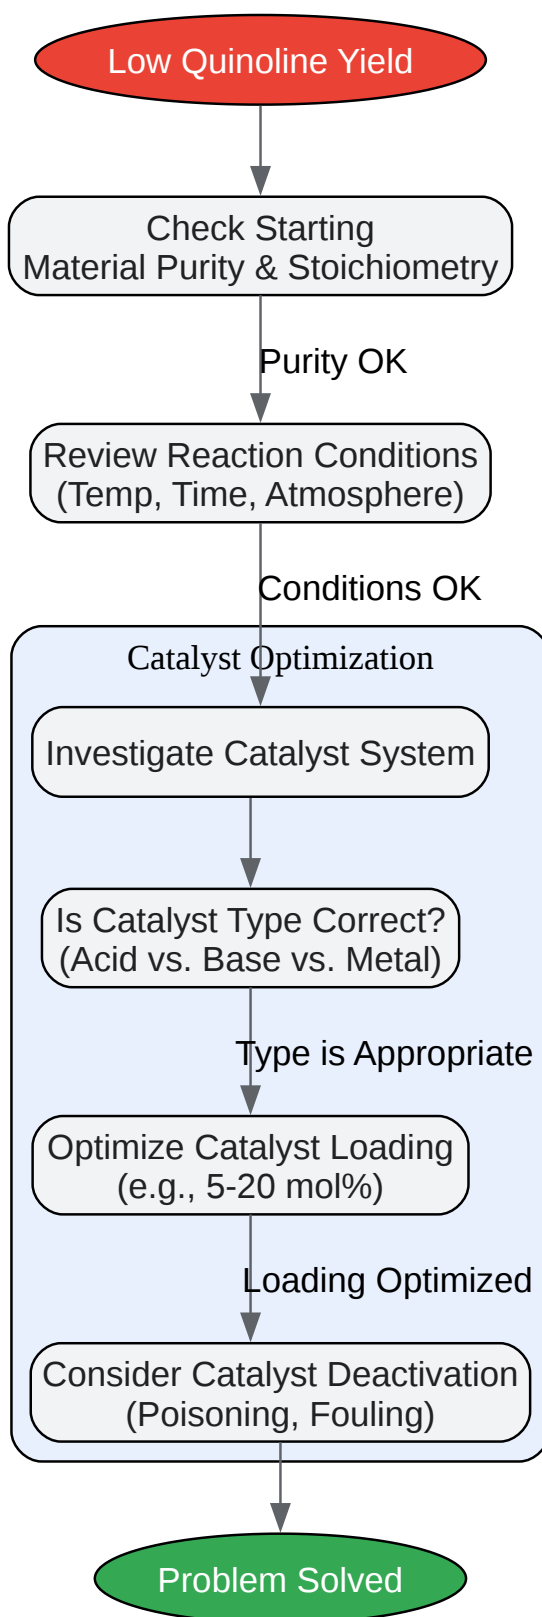 Low Quinoline Yield
Check Starting
Material Purity & Stoichiometry
Purity OK
Review Reaction Conditions
(Temp, Time, Atmosphere)
Conditions OK
Catalyst Optimization
Investigate Catalyst System
Is Catalyst Type Correct?
(Acid vs. Base vs. Metal)
Type is Appropriate
Optimize Catalyst Loading
(e.g., 5-20 mol%)
Loading Optimized
Consider Catalyst Deactivation
(Poisoning, Fouling)
Problem Solved